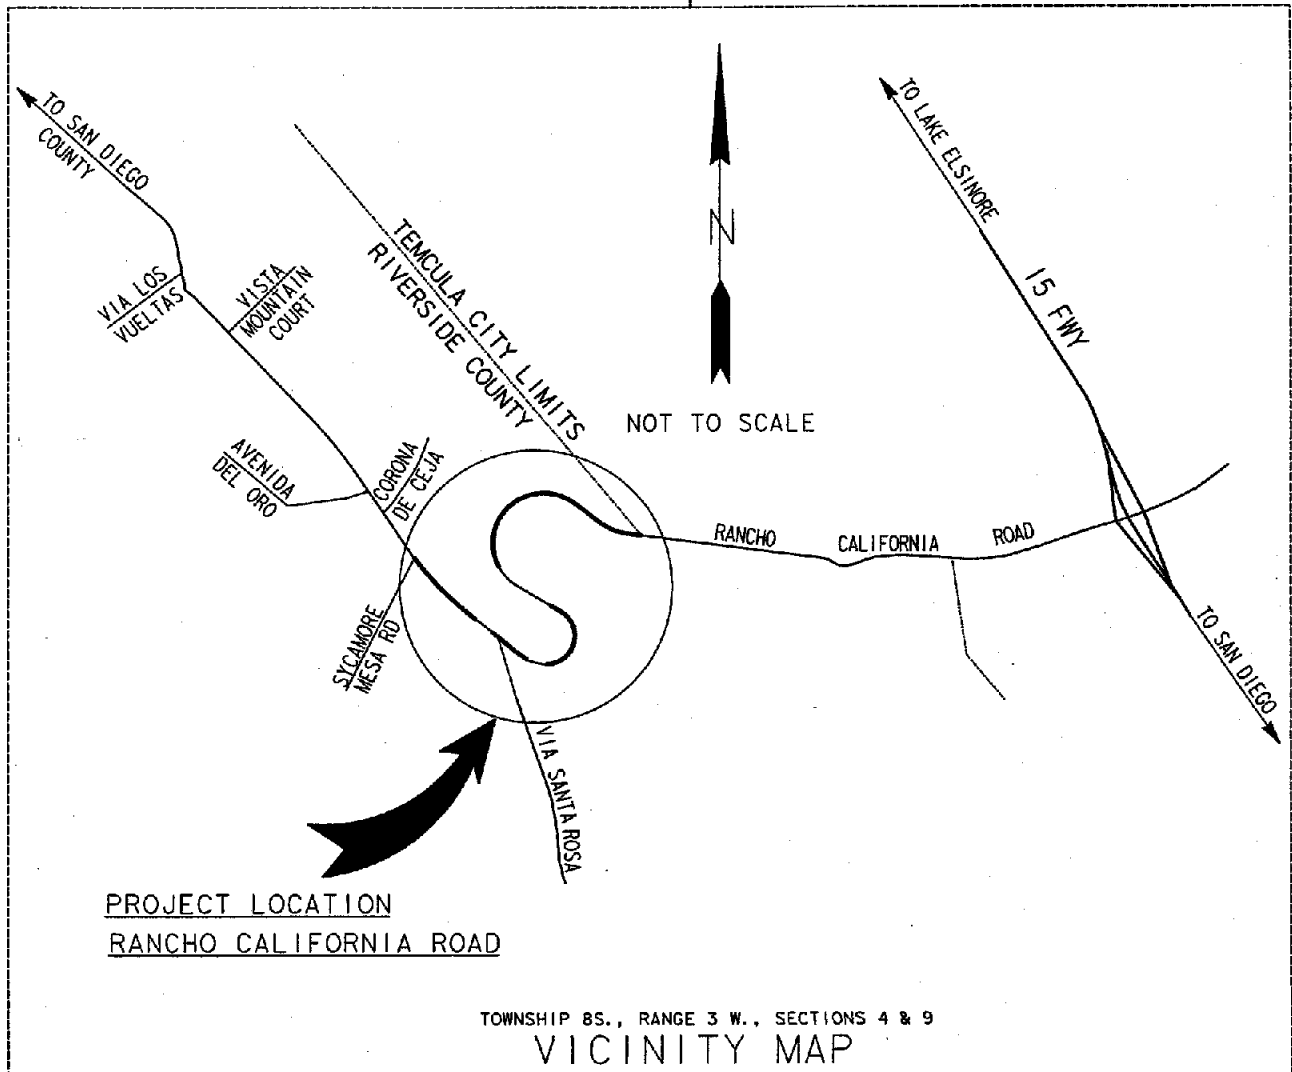 TO SAN DIEGO
COUNTY
TO LAKE ELSINORE
N
TEMCULA CITY LIMITS
RIVERSIDE COUNTY
15 FWY
VIA LOS
VUELTAS
VISTA
MOUNTAIN
COURT
NOT TO SCALE
AVENIDA
DEL ORO
CORONA
DE CEJA
RANCHO CALIFORNIA ROAD
SYCAMORE
MESA RD
TO SAN DIEGO
VIA SANTA ROSA
PROJECT LOCATION
RANCHO CALIFORNIA ROAD
TOWNSHIP 8S., RANGE 3 W., SECTIONS 4 & 9
VICINITY MAP